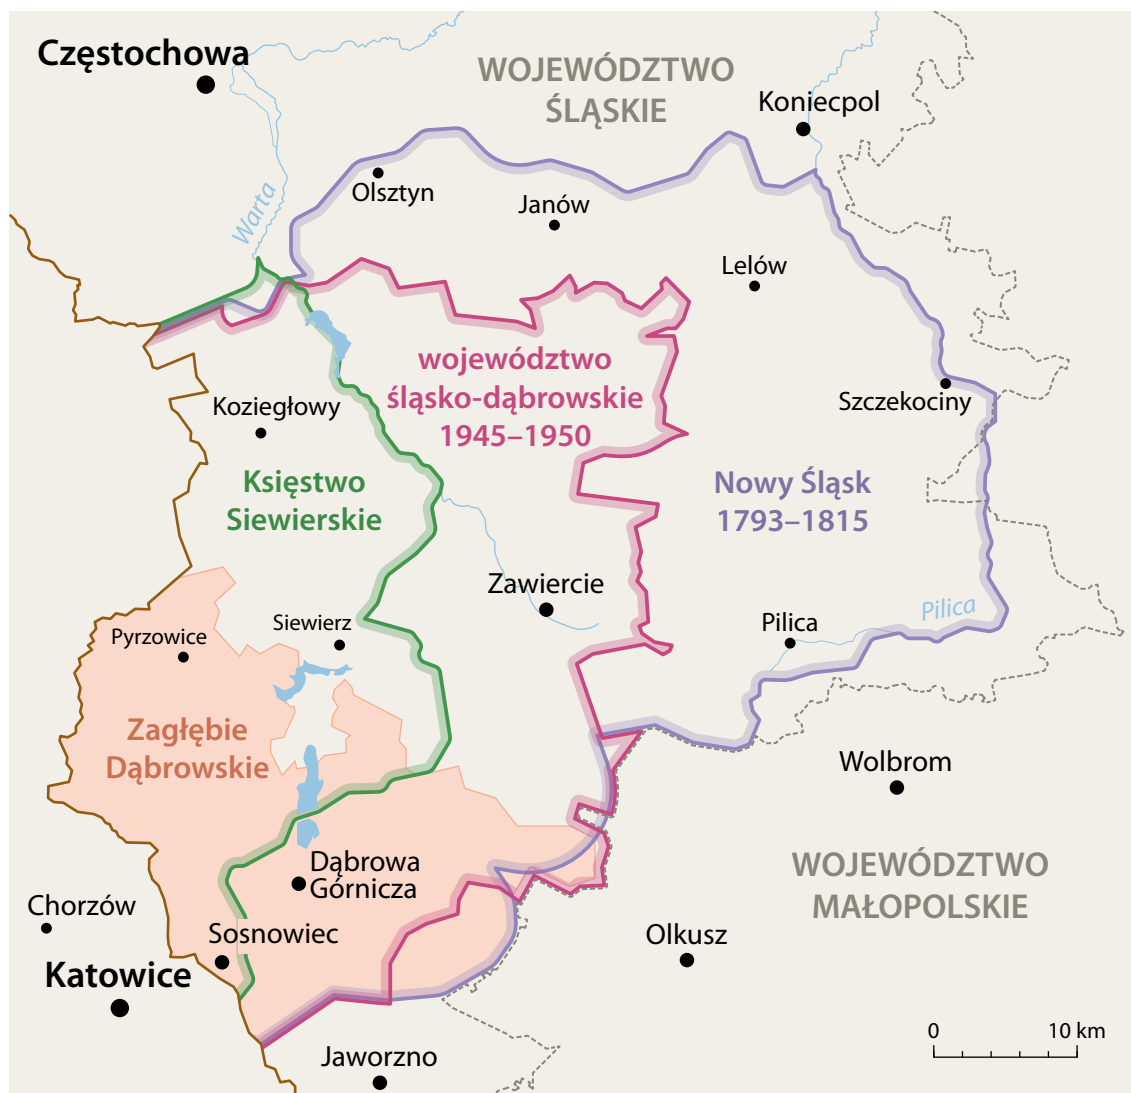 Częstochowa
WOJEWÓDZTWO
ŚLĄSKIE
Koniecpol
Olsztyn
Warta
Janów
Lelów
województwo
śląsko-dąbrowskie
1945–1950
Szczekociny
Koziegłowy
Księstwo
Siewierskie
Nowy Śląsk
1793–1815
Zawiercie
Pilica
Siewierz
Pilica
Pyrzowice
Zagłębie
Dąbrowskie
Wolbrom
Dąbrowa
Górnicza
WOJEWÓDZTWO
MAŁOPOLSKIE
Chorzów
Sosnowiec
Olkusz
Katowice
0 10 km
Jaworzno